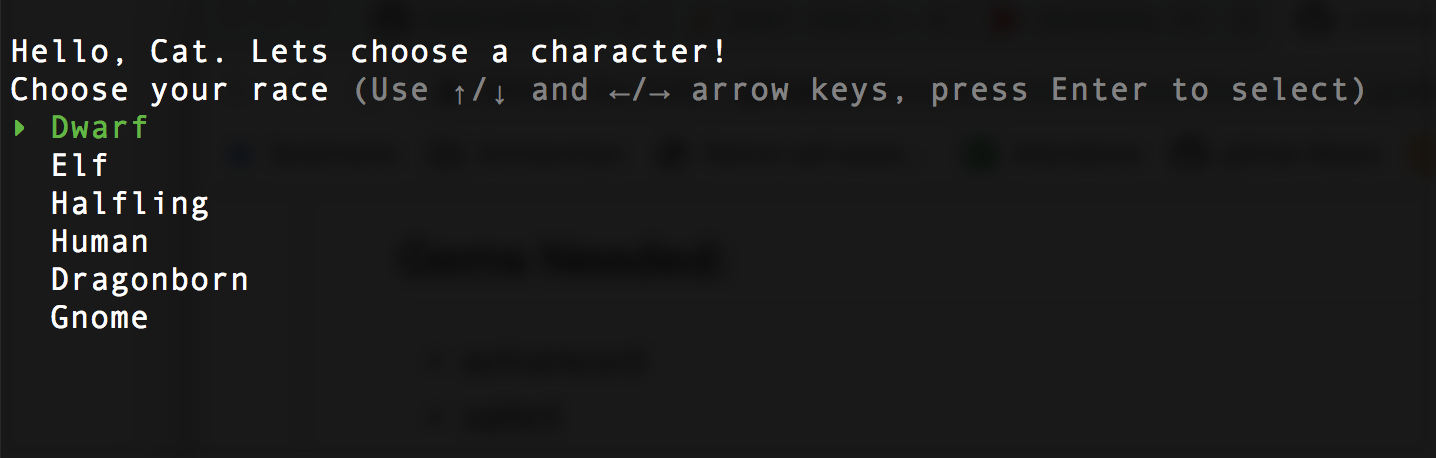 Hello, Cat. Lets choose a character!
Choose your race (Use ↑/↓ and ←/→ arrow keys, press Enter to select)
▸ Dwarf
Elf
Halfling
Human
Dragonborn
Gnome